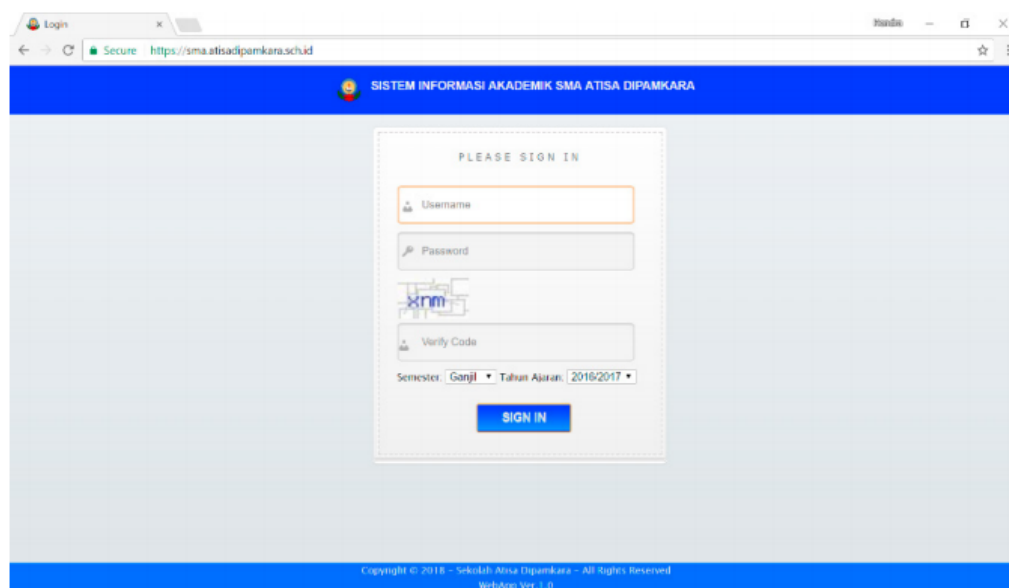 Login
Secure https://sma.atisadipamkara.sch.id
SISTEM INFORMASI AKADEMIK SMA ATISA DIPAMKARA
PLEASE SIGN IN
Username
Password
xnm
Verify Code
Semester: Ganjil Tahun Ajaran: 2016/2017
SIGN IN
Copyright © 2018 - Sekolah Atisa Dipamkara - All Rights Reserved
WebApp Ver 1.0